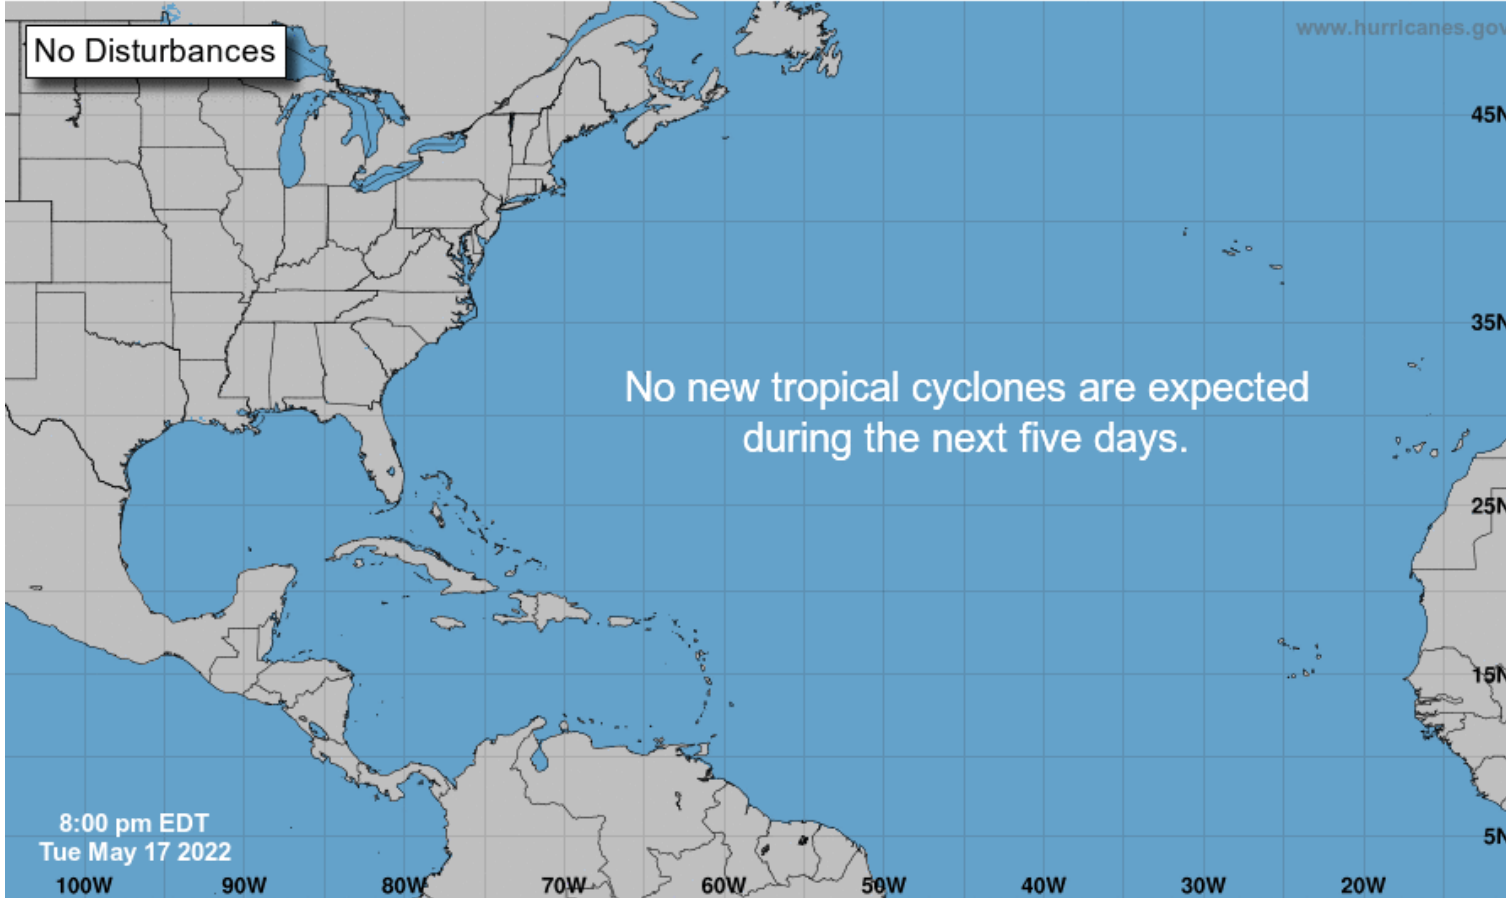 No Disturbances
www.hurricanes.gov
45N
35N
No new tropical cyclones are expected
during the next five days.
25N
15N
8:00 pm EDT
Tue May 17 2022
5N
100W 90W 80W 70W 60W 50W 40W 30W 20W